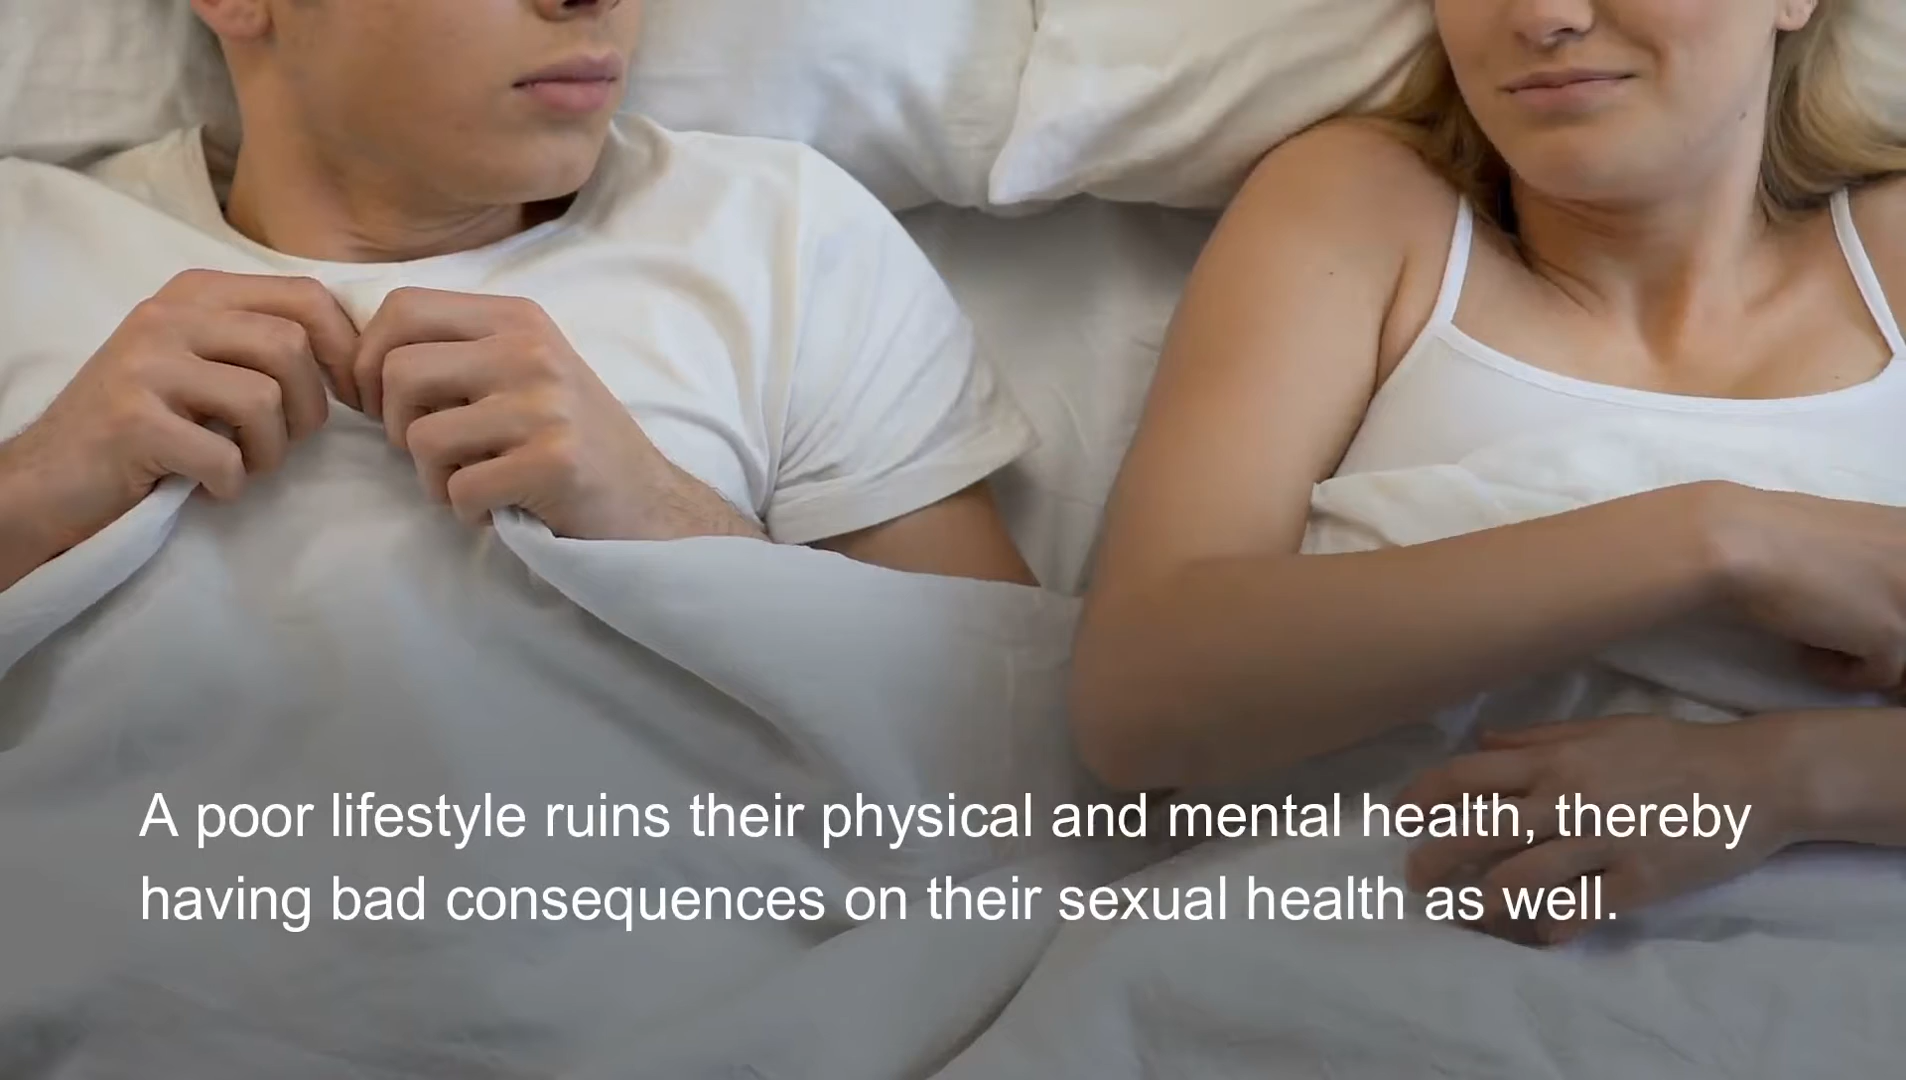 A poor lifestyle ruins their physical and mental health, thereby
having bad consequences on their sexual health as well.